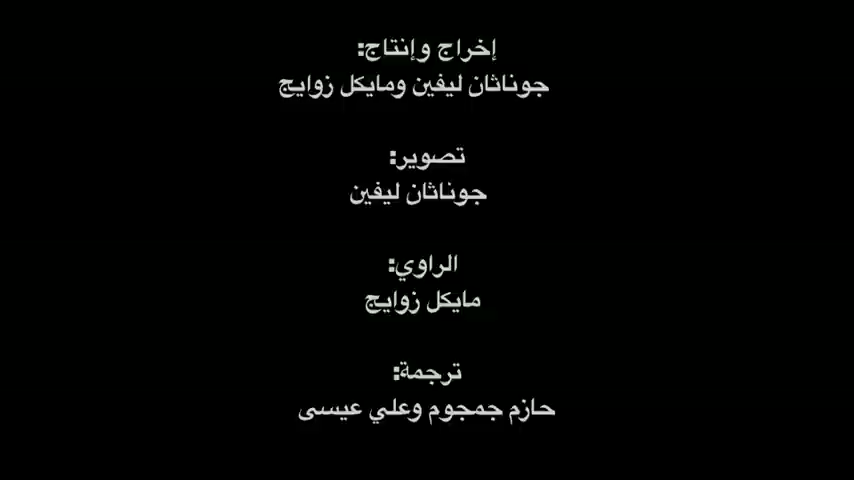 إخراج وإنتاج:
جوناثان ليفين ومايكل زوايج
تصوير:
جوناثان ليفين
الراوي:
مايكل زوايج
ترجمة:
حازم جمجوم وعلي عيسى